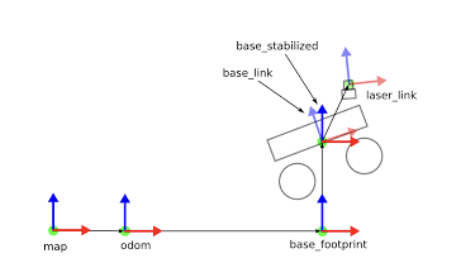 base_stabilized
base_link
laser_link
map
odom
base_footprint